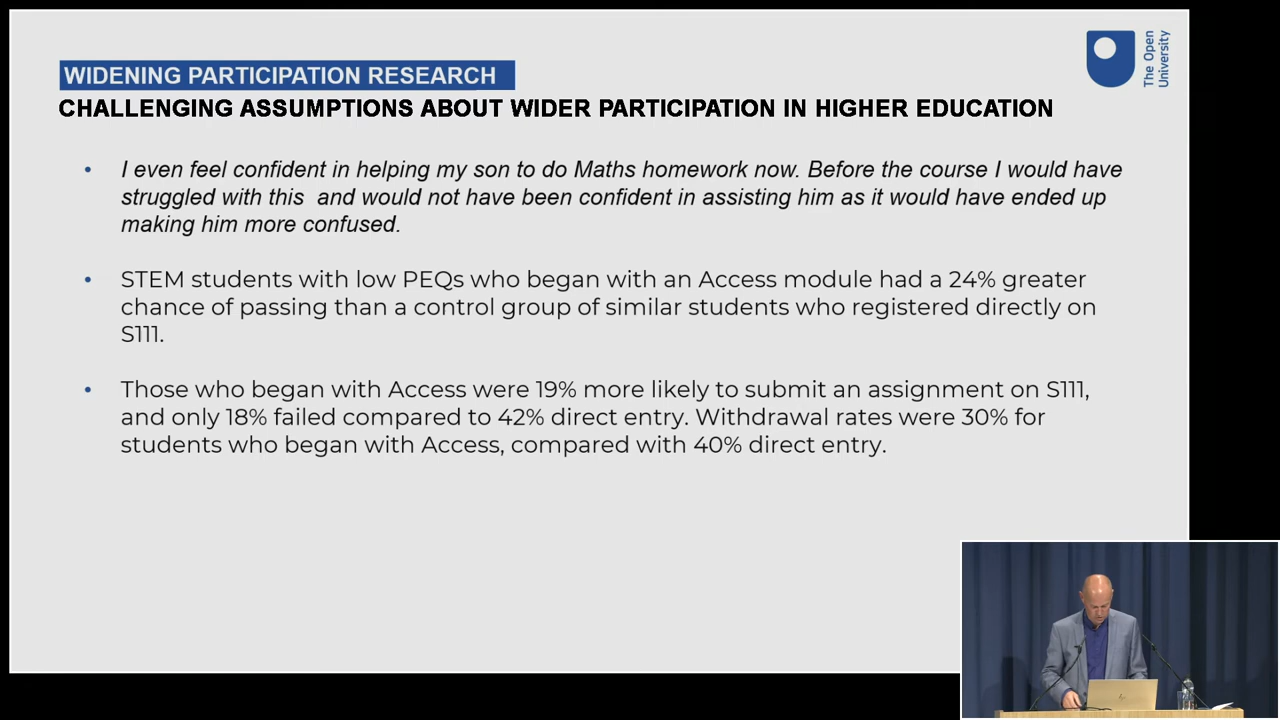 WIDENING PARTICIPATION RESEARCH
CHALLENGING ASSUMPTIONS ABOUT WIDER PARTICIPATION IN HIGHER EDUCATION
The Open
University
• I even feel confident in helping my son to do Maths homework now. Before the course I would have
struggled with this  and would not have been confident in assisting him as it would have ended up
making him more confused.
• STEM students with low PEQs who began with an Access module had a 24% greater
chance of passing than a control group of similar students who registered directly on
S111.
• Those who began with Access were 19% more likely to submit an assignment on S111,
and only 18% failed compared to 42% direct entry. Withdrawal rates were 30% for
students who began with Access, compared with 40% direct entry.